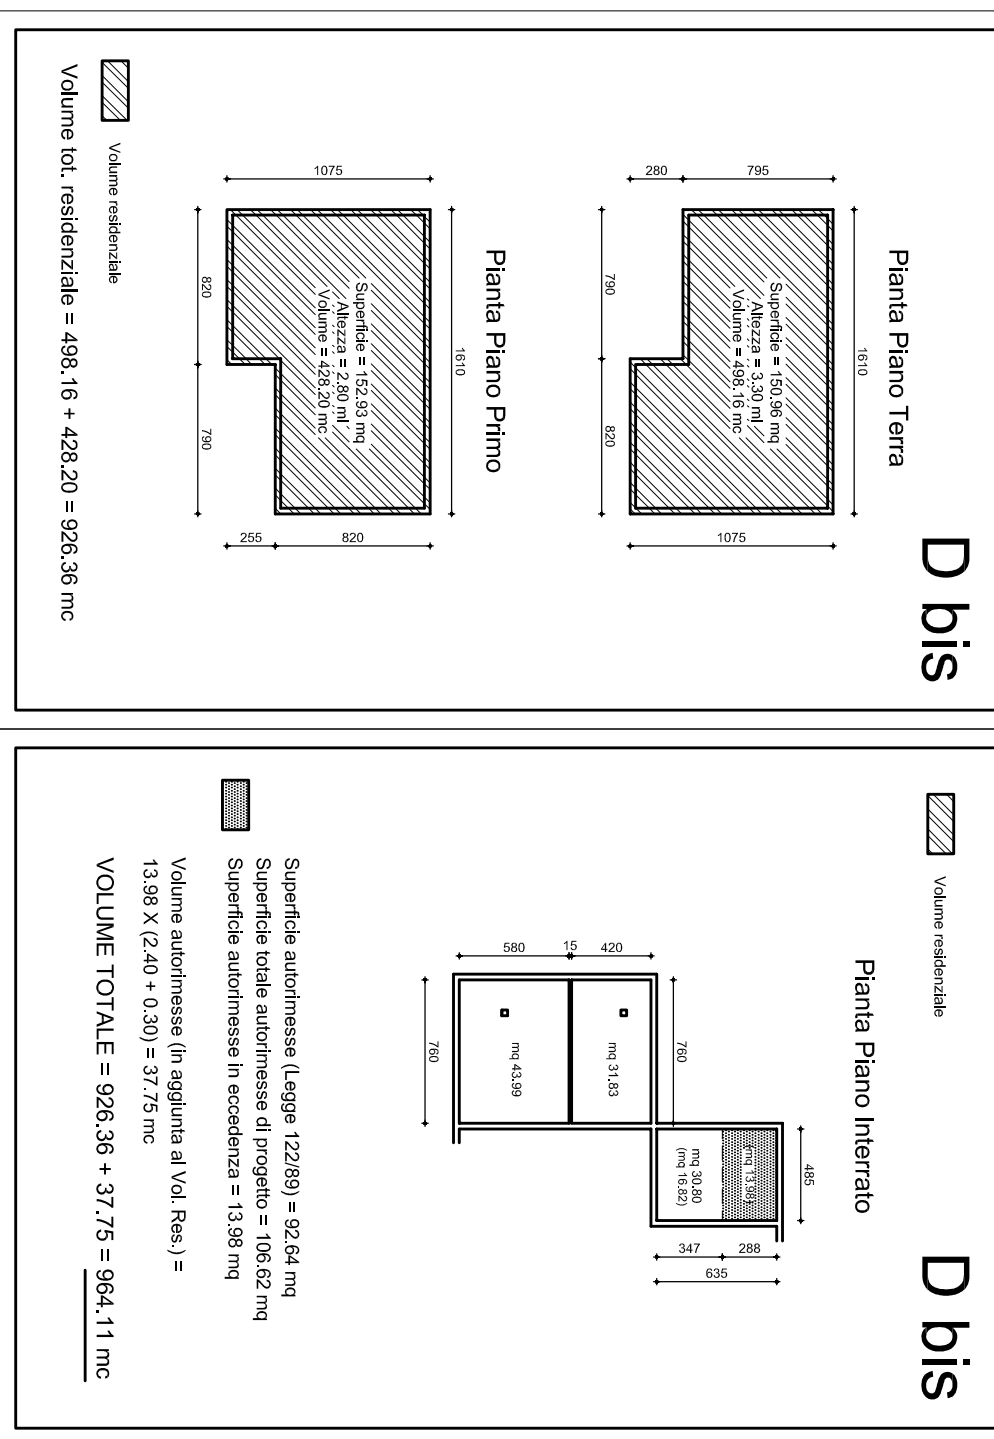 D bis
Pianta Piano Terra
1610
795
280
Superficie = 150.96 mq
Altezza = 3.30 ml
Volume = 498.16 mc
1075
790
820
Pianta Piano Primo
1610
1075
Superficie = 152.93 mq
Altezza = 2.80 ml
Volume = 428.20 mc
820
255
820
790
Volume residenziale
Volume tot. residenziale = 498.16 + 428.20 = 926.36 mc
D bis
Volume residenziale
Pianta Piano Interrato
485
(mq 13.98)
mq 30.80
(mq 16.82)
288
347
635
760
420
15
580
mq 31.83
mq 43.99
760
Superficie autorimesse (Legge 122/89) = 92.64 mq
Superficie totale autorimesse di progetto = 106.62 mq
Superficie autorimesse in eccedenza = 13.98 mq
Volume autorimesse (in aggiunta al Vol. Res.) =
13.98 X (2.40 + 0.30) = 37.75 mc
VOLUME TOTALE = 926.36 + 37.75 = 964.11 mc